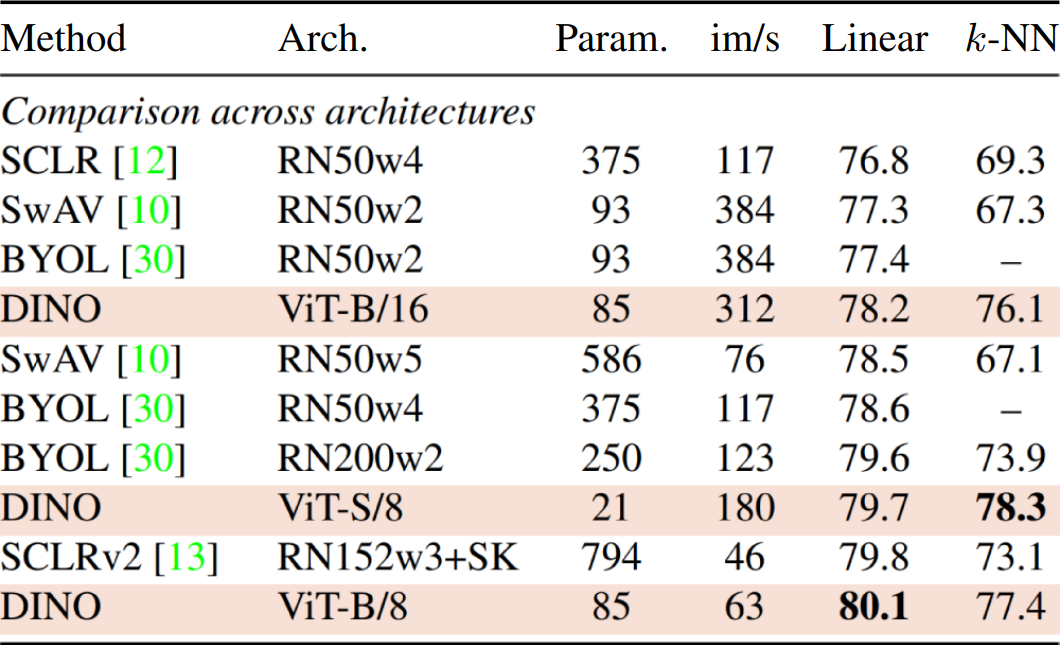 Method Arch. Param. im/s Linear k-NN
Comparison across architectures
SCLR [12] RN50w4 375 117 76.8 69.3
SwAV [10] RN50w2 93 384 77.3 67.3
BYOL [30] RN50w2 93 384 77.4 –
DINO ViT-B/16 85 312 78.2 76.1
SwAV [10] RN50w5 586 76 78.5 67.1
BYOL [30] RN50w4 375 117 78.6 –
BYOL [30] RN200w2 250 123 79.6 73.9
DINO ViT-S/8 21 180 79.7 78.3
SCLRv2 [13] RN152w3+SK 794 46 79.8 73.1
DINO ViT-B/8 85 63 80.1 77.4